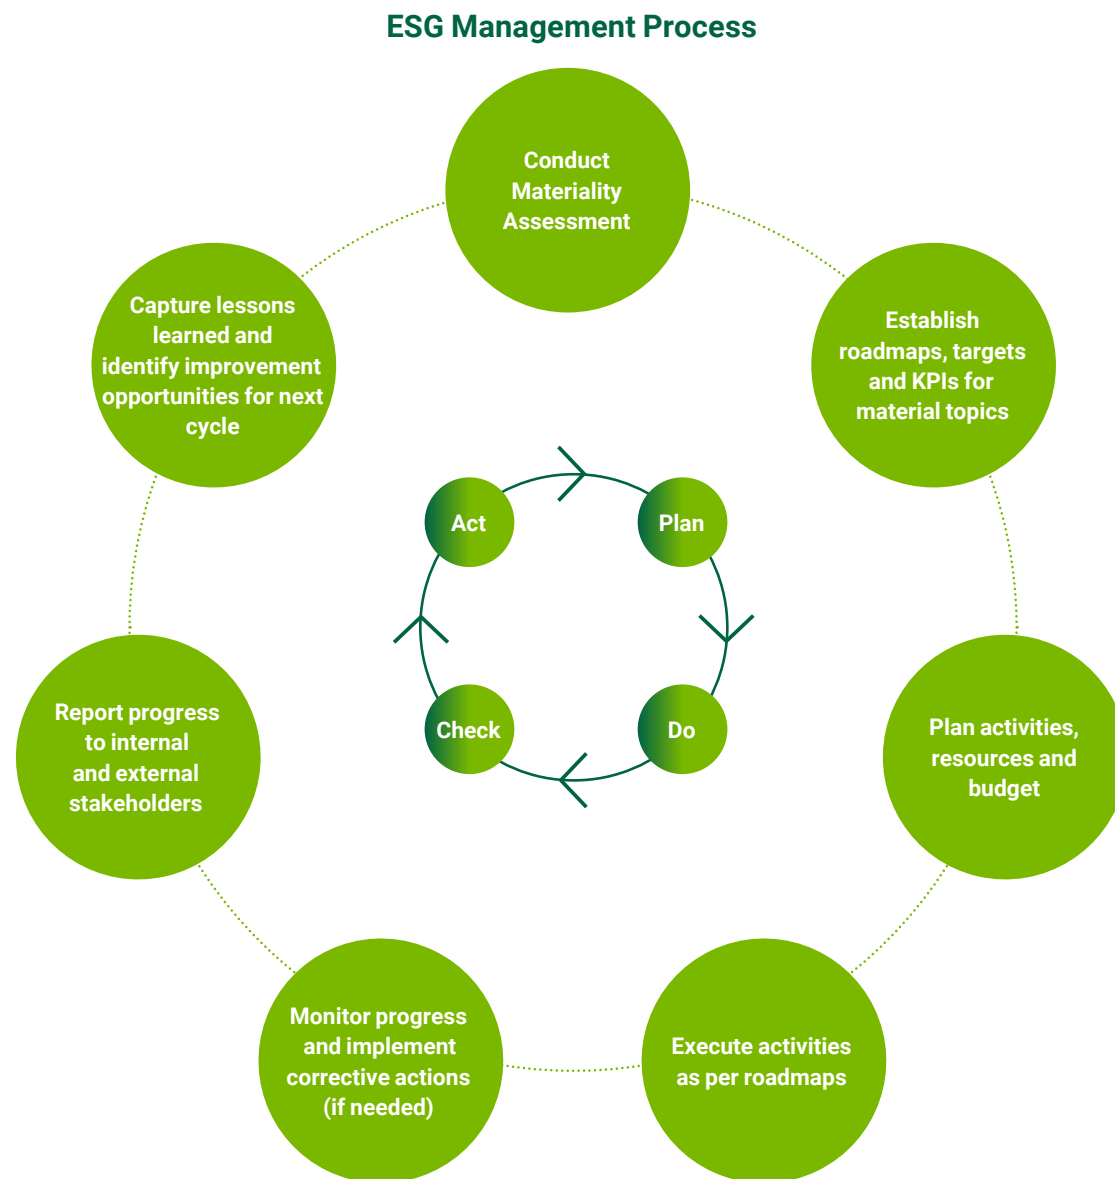 ESG Management Process
Conduct
Materiality
Assessment
Establish
roadmaps, targets
and KPIs for
material topics
Plan activities,
resources and
budget
Execute activities
as per roadmaps
Monitor progress
and implement
corrective actions
(if needed)
Report progress
to internal
and external
stakeholders
Capture lessons
learned and
identify improvement
opportunities for next
cycle
Act
Plan
Do
Check